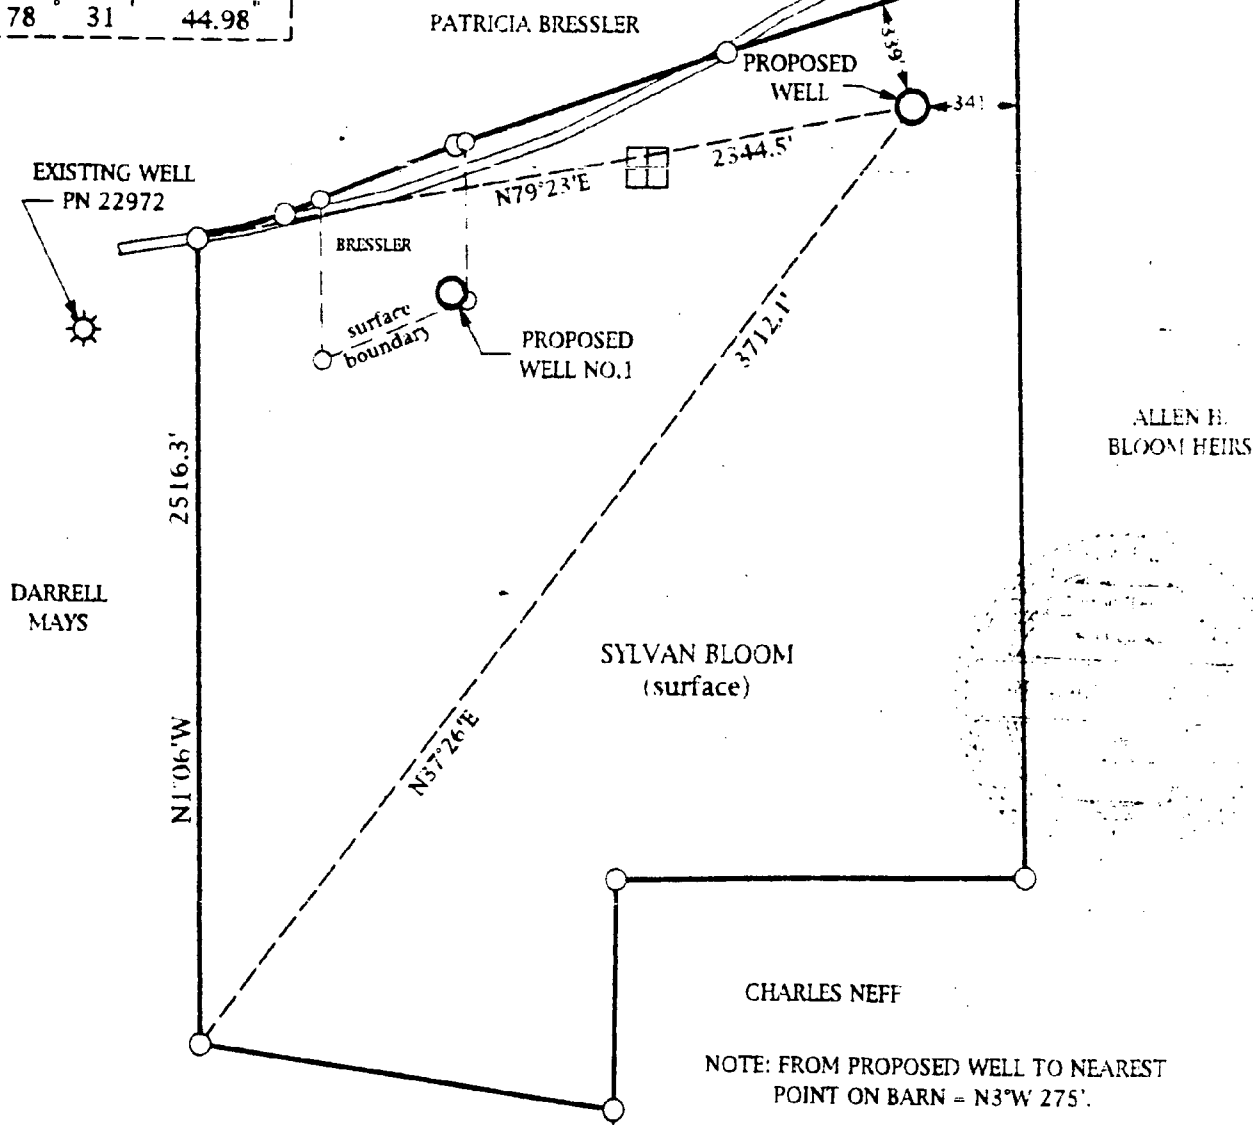 78 ° 31 ' 44.98"
PATRICIA BRESSLER
339'
PROPOSED
WELL
341
2344.5'
N79°23'E
EXISTING WELL
PN 22972
BRESSLER
surface
boundary
PROPOSED
WELL NO.1
3712.1'
ALLEN H.
BLOOM HEIRS
2516.3'
DARRELL
MAYS
SYLVAN BLOOM
(surface)
N37°26'E
N1°06'W
CHARLES NEFF
NOTE: FROM PROPOSED WELL TO NEAREST
POINT ON BARN = N3°W 275'.